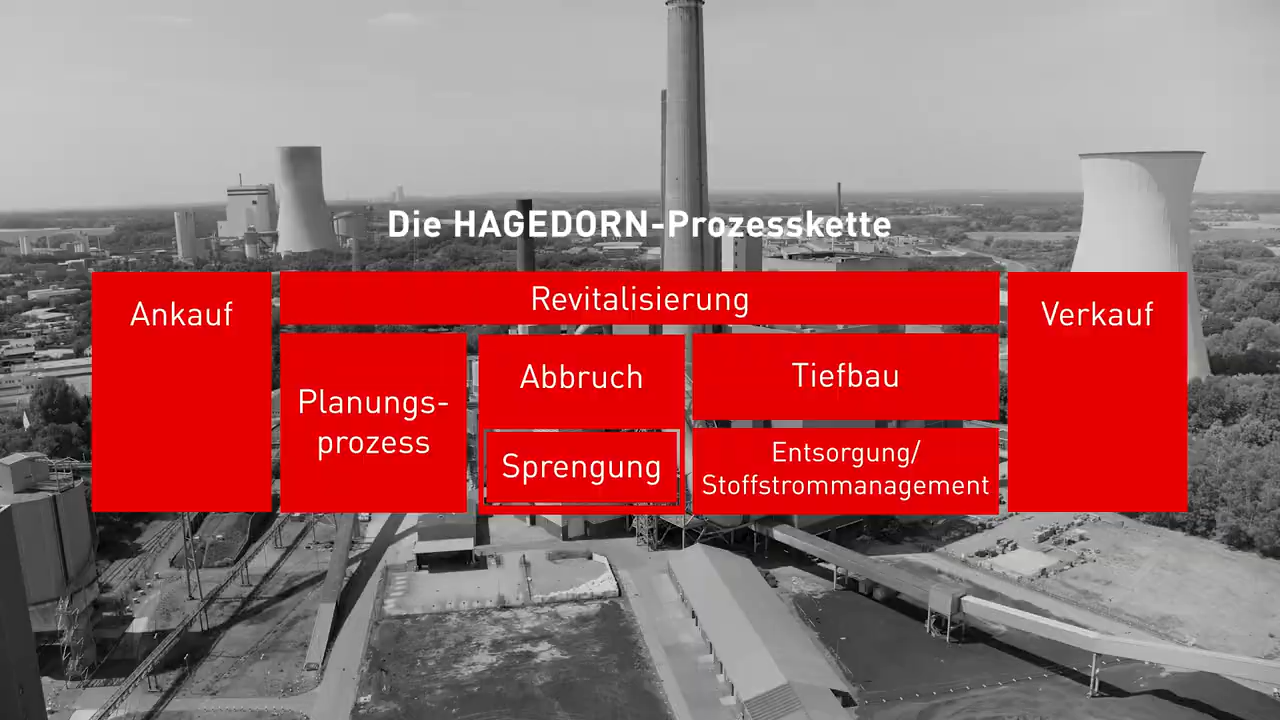 Die HAGEDORN-Prozesskette
Ankauf
Revitalisierung
Verkauf
Planungs-
prozess
Abbruch
Sprengung
Tiefbau
Entsorgung/
Stoffstrommanagement